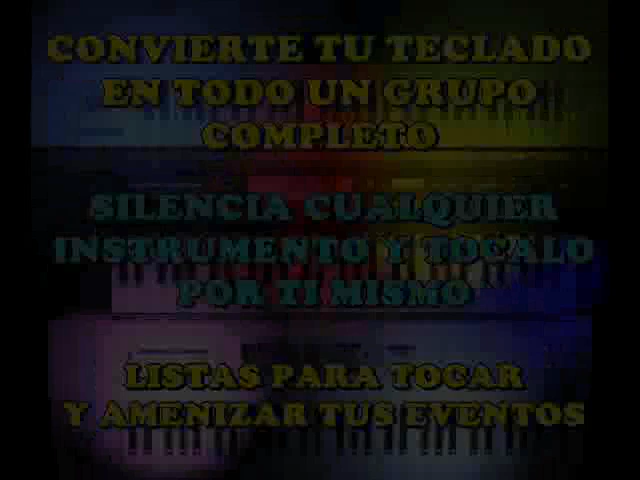 CONVIERTE TU TECLADO
EN TODO UN GRUPO
COMPLETO
SILENCIA CUALQUIER
INSTRUMENTO Y TOCALO
POR TI MISMO
LISTAS PARA TOCAR
Y AMENIZAR TUS EVENTOS